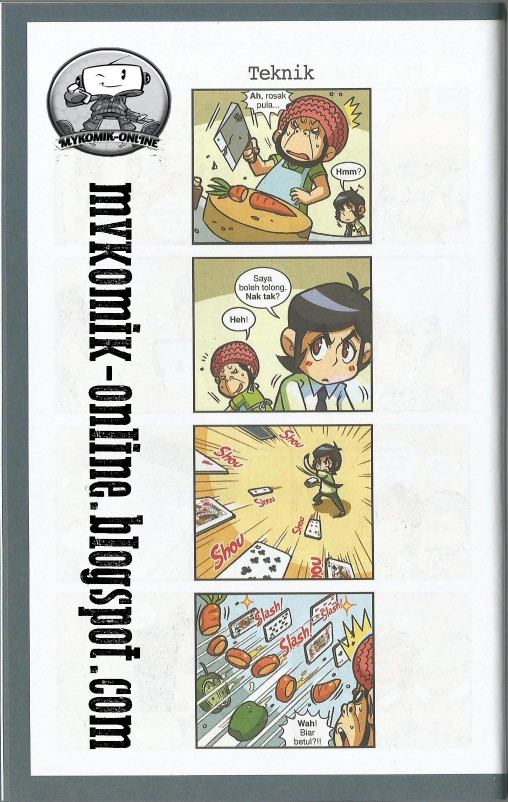 MYKOMIK-ONLINE
mykomik-online.blogspot.com
Teknik
Ah, rosak
pula...
Hmm?
Saya
boleh tolong.
Nak tak?
Heh!
Shou
Shou
Shou
Shou
Shou
Shou
Slash!
Slash!
Slash!
Wah!
Biar
betul?!!